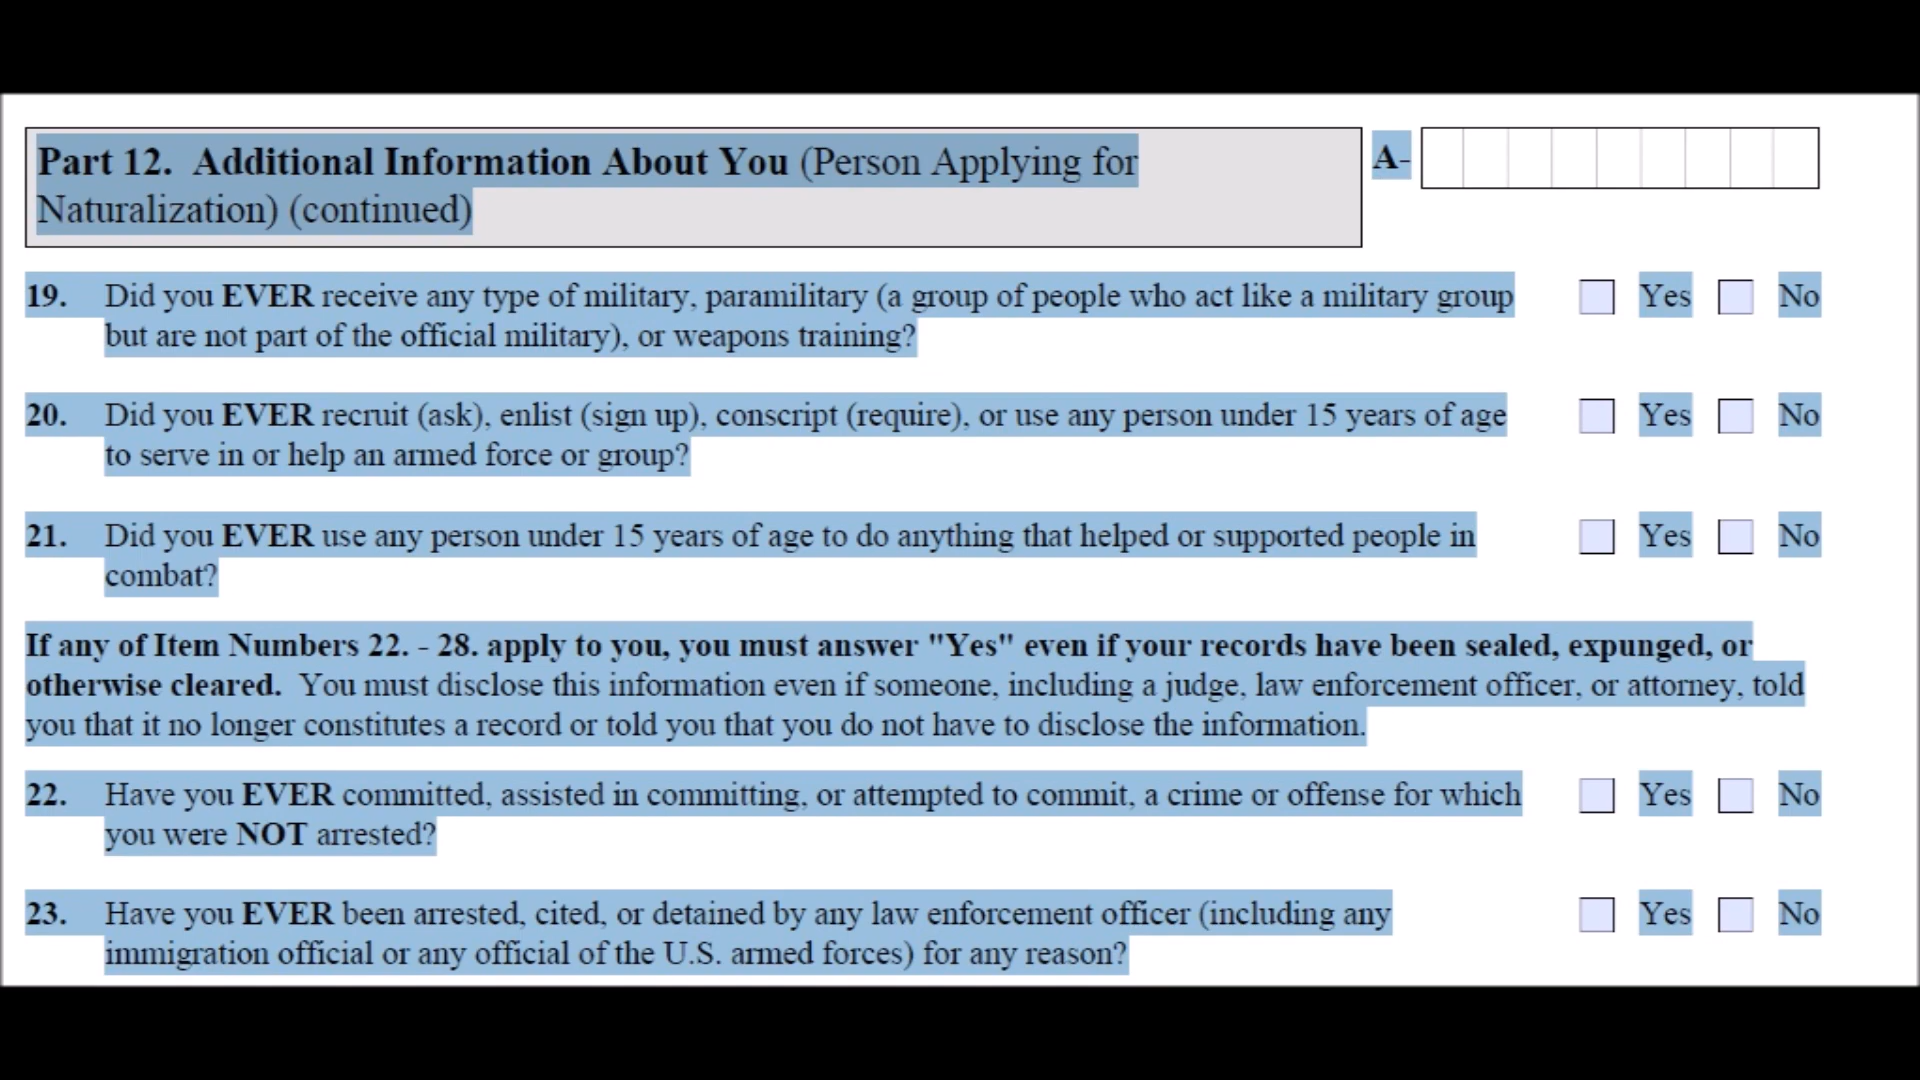 Part 12.  Additional Information About You (Person Applying for
Naturalization) (continued)
A-
19. Did you EVER receive any type of military, paramilitary (a group of people who act like a military group
but are not part of the official military), or weapons training?
Yes No
20. Did you EVER recruit (ask), enlist (sign up), conscript (require), or use any person under 15 years of age
to serve in or help an armed force or group?
Yes No
21. Did you EVER use any person under 15 years of age to do anything that helped or supported people in
combat?
Yes No
If any of Item Numbers 22. - 28. apply to you, you must answer "Yes" even if your records have been sealed, expunged, or
otherwise cleared.  You must disclose this information even if someone, including a judge, law enforcement officer, or attorney, told
you that it no longer constitutes a record or told you that you do not have to disclose the information.
22. Have you EVER committed, assisted in committing, or attempted to commit, a crime or offense for which
you were NOT arrested?
Yes No
23. Have you EVER been arrested, cited, or detained by any law enforcement officer (including any
immigration official or any official of the U.S. armed forces) for any reason?
Yes No